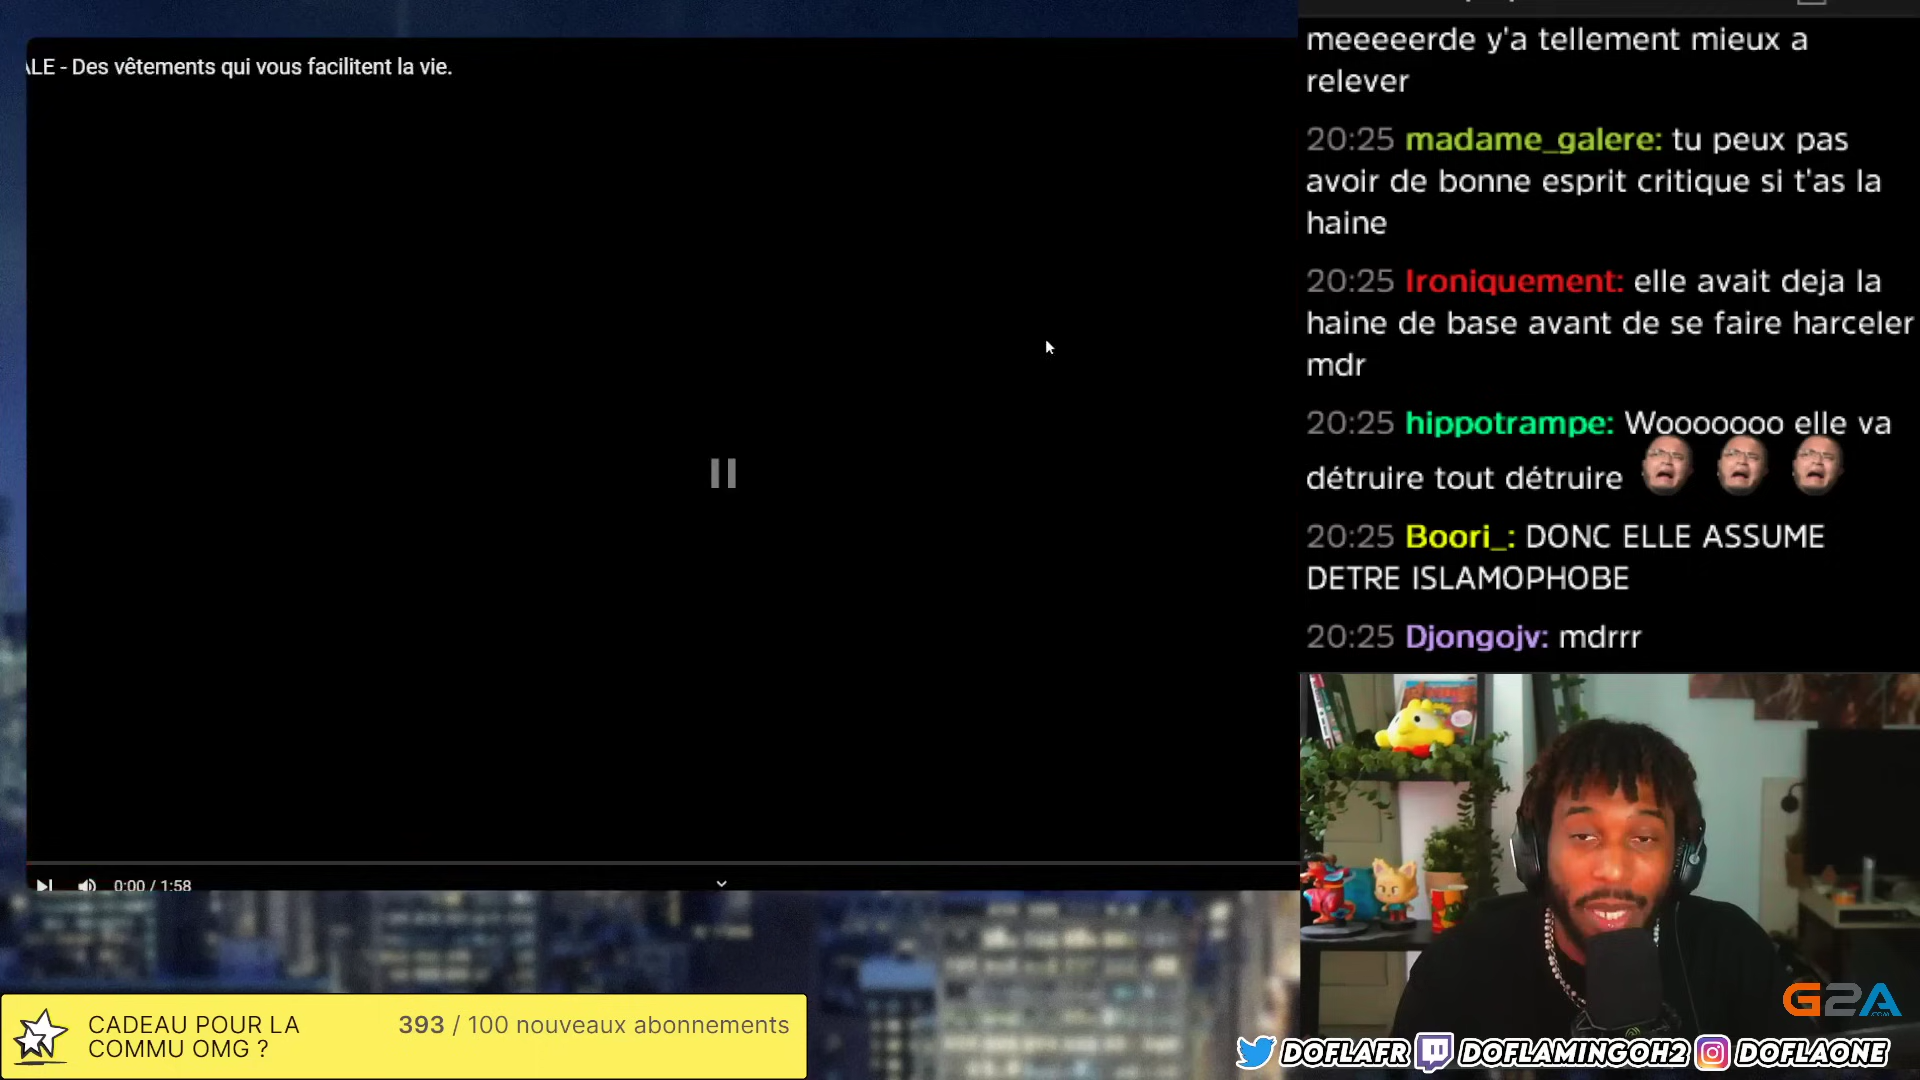 LE - Des vêtements qui vous facilitent la vie.
0:00 / 1:58
meeeeerde y'a tellement mieux a
relever
20:25 madame_galere: tu peux pas
avoir de bonne esprit critique si t'as la
haine
20:25 Ironiquement: elle avait deja la
haine de base avant de se faire harceler
mdr
20:25 hippotrampe: Wooooooo elle va
détruire tout détruire
20:25 Boori_: DONC ELLE ASSUME
DETRE ISLAMOPHOBE
20:25 Djongojv: mdrrr
CADEAU POUR LA
COMMU OMG ?
393 / 100 nouveaux abonnements
G2A
.COM
DOFLAFR DOFLAMINGOH2 DOFLAONE